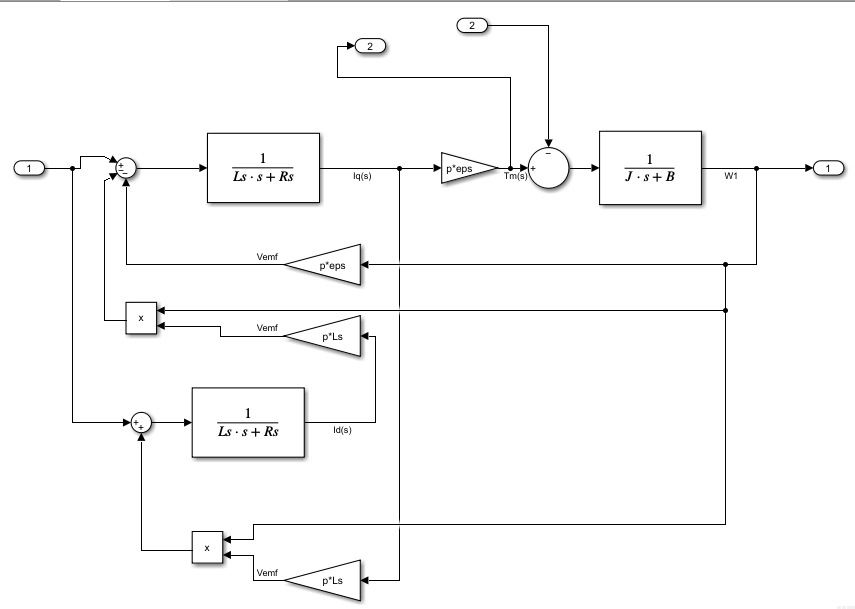 2
2
1
+
−
−
1
Ls · s + Rs
Iq(s)
p*eps
Tm(s)
−
+
1
J · s + B
W1
1
Vemf
p*eps
x
Vemf
p*Ls
+
+
1
Ls · s + Rs
Id(s)
x
Vemf
p*Ls